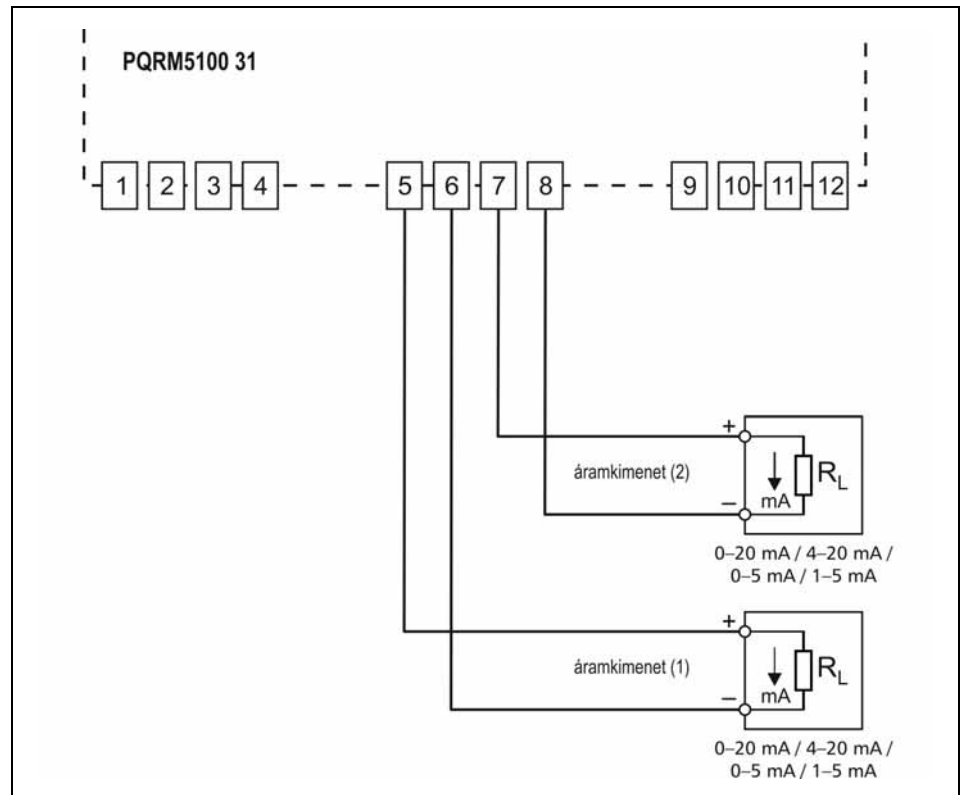 PQRM5100 31
1 2 3 4 5 6 7 8 9 10 11 12
+
áramkimenet (2)
mA
R_L
–
0–20 mA / 4–20 mA /
0–5 mA / 1–5 mA
+
áramkimenet (1)
mA
R_L
–
0–20 mA / 4–20 mA /
0–5 mA / 1–5 mA